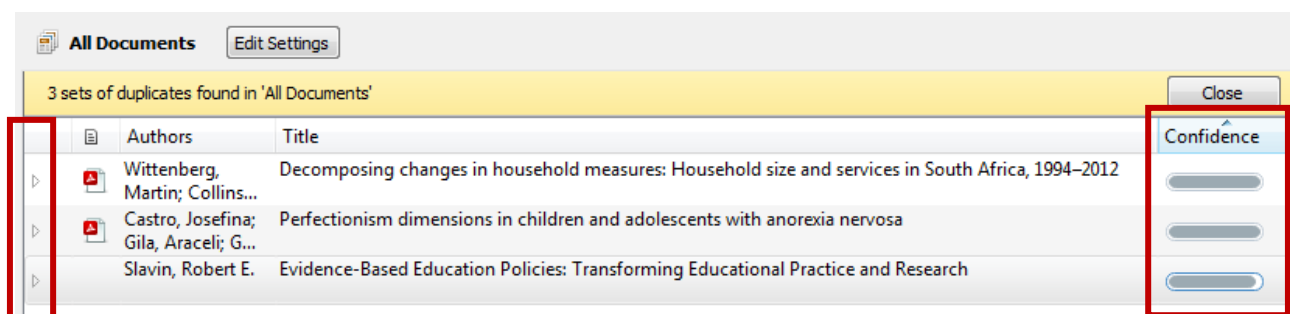 All Documents Edit Settings
3 sets of duplicates found in 'All Documents' Close
Authors Title Confidence
Wittenberg, Decomposing changes in household measures: Household size and services in South Africa, 1994–2012
Martin; Collins...
Castro, Josefina; Perfectionism dimensions in children and adolescents with anorexia nervosa
Gila, Araceli; G...
Slavin, Robert E. Evidence-Based Education Policies: Transforming Educational Practice and Research